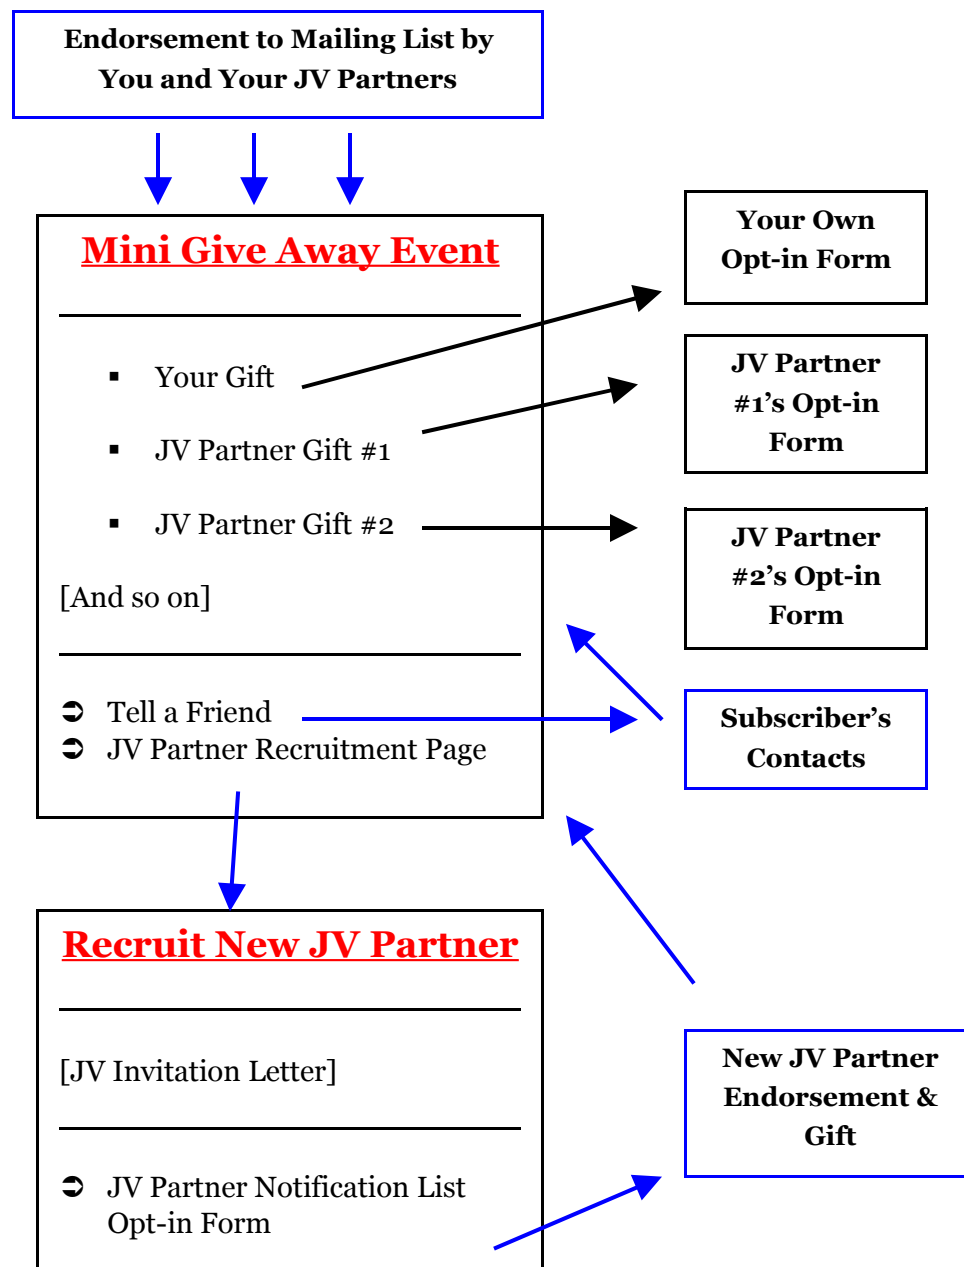 Endorsement to Mailing List by
You and Your JV Partners
Mini Give Away Event
▪ Your Gift
▪ JV Partner Gift #1
▪ JV Partner Gift #2
[And so on]
➲ Tell a Friend
➲ JV Partner Recruitment Page
Your Own
Opt-in Form
JV Partner
#1’s Opt-in
Form
JV Partner
#2’s Opt-in
Form
Subscriber’s
Contacts
Recruit New JV Partner
[JV Invitation Letter]
➲ JV Partner Notification List
Opt-in Form
New JV Partner
Endorsement &
Gift